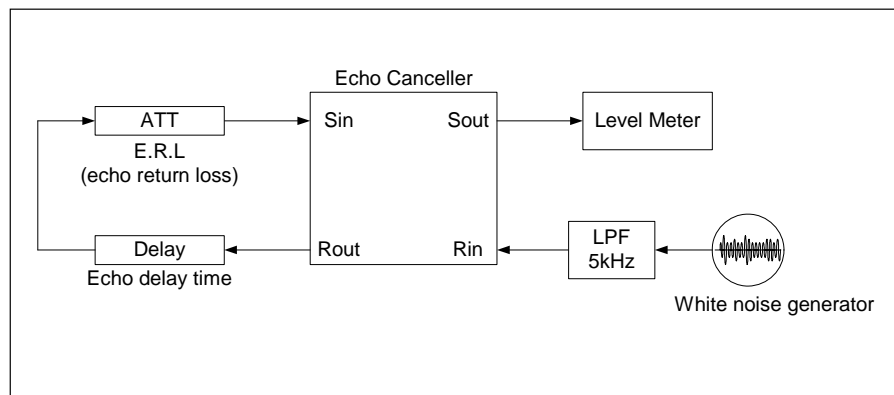 Echo Canceller
ATT
E.R.L
(echo return loss)
Sin
Sout
Level Meter
Delay
Echo delay time
Rout
Rin
LPF
5kHz
White noise generator